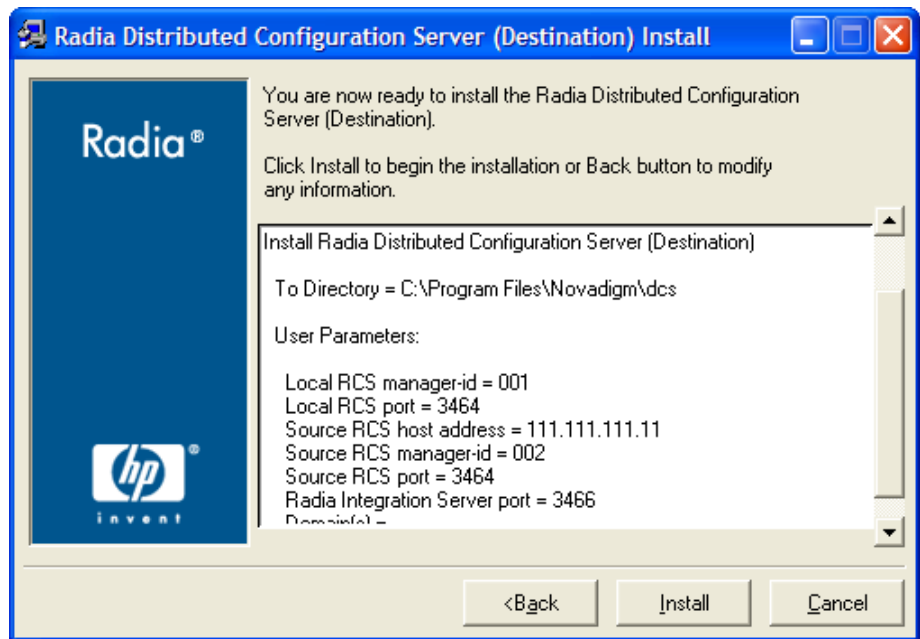 Radia Distributed Configuration Server (Destination) Install
Radia®
hp
®
invent
You are now ready to install the Radia Distributed Configuration
Server (Destination).
Click Install to begin the installation or Back button to modify
any information.
Install Radia Distributed Configuration Server (Destination)
To Directory = C:\Program Files\Novadigm\dcs
User Parameters:
Local RCS manager-id = 001
Local RCS port = 3464
Source RCS host address = 111.111.111.11
Source RCS manager-id = 002
Source RCS port = 3464
Radia Integration Server port = 3466
Domain(s) =
<Back
Install
Cancel